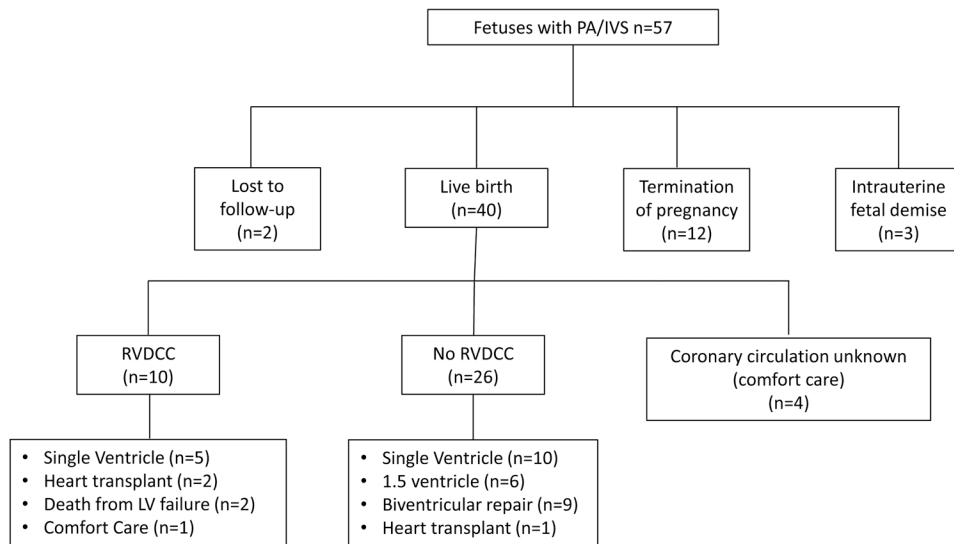 Fetuses with PA/IVS n=57
Lost to
follow-up
(n=2)
Live birth
(n=40)
Termination
of pregnancy
(n=12)
Intrauterine
fetal demise
(n=3)
RVDCC
(n=10)
No RVDCC
(n=26)
Coronary circulation unknown
(comfort care)
(n=4)
• Single Ventricle (n=5)
• Heart transplant (n=2)
• Death from LV failure (n=2)
• Comfort Care (n=1)
• Single Ventricle (n=10)
• 1.5 ventricle (n=6)
• Biventricular repair (n=9)
• Heart transplant (n=1)